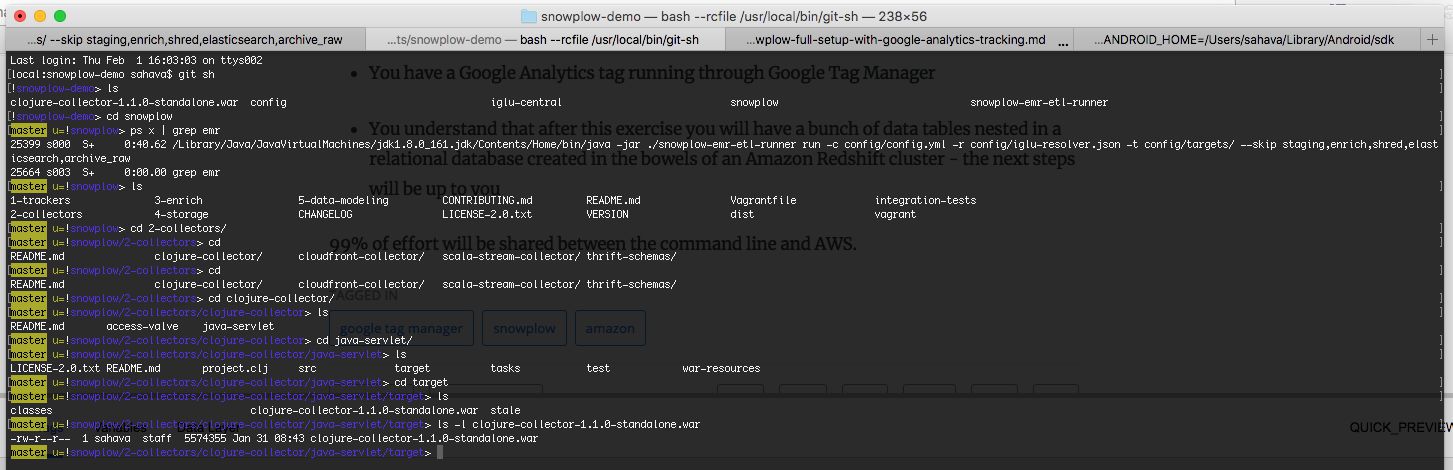 snowplow-demo — bash --rcfile /usr/local/bin/git-sh — 238×56
...s/ --skip staging,enrich,shred,elasticsearch,archive_raw
...ts/snowplow-demo — bash --rcfile /usr/local/bin/git-sh
...wplow-full-setup-with-google-analytics-tracking.md ...
...ANDROID_HOME=/Users/sahava/Library/Android/sdk +
Last login: Thu Feb  1 16:03:03 on ttys002
[local:snowplow-demo sahava$ git sh ]
You have a Google Analytics tag running through Google Tag Manager
[!snowplow-demo> ls ]
clojure-collector-1.1.0-standalone.war config iglu-central snowplow snowplow-emr-etl-runner
[!snowplow-demo> cd snowplow ]
[master u=!snowplow> ps x | grep emr ]
You understand that after this exercise you will have a bunch of data tables nested in a
25399 s000  S+     0:40.62 /Library/Java/JavaVirtualMachines/jdk1.8.0_161.jdk/Contents/Home/bin/java -jar ./snowplow-emr-etl-runner run -c config/config.yml -r config/iglu-resolver.json -t config/targets/ --skip staging,enrich,shred,elast
icsearch,archive_raw
relational database created in the bowels of an Amazon Redshift cluster - the next steps
25664 s003  S+     0:00.00 grep emr
[master u=!snowplow> ls ]
will be up to you
1-trackers 3-enrich 5-data-modeling CONTRIBUTING.md README.md Vagrantfile integration-tests
2-collectors 4-storage CHANGELOG LICENSE-2.0.txt VERSION dist vagrant
[master u=!snowplow> cd 2-collectors/
master u=!snowplow/2-collectors> cd
99% of effort will be shared between the command line and AWS.
README.md clojure-collector/ cloudfront-collector/ scala-stream-collector/ thrift-schemas/
master u=!snowplow/2-collectors> cd
README.md clojure-collector/ cloudfront-collector/ scala-stream-collector/ thrift-schemas/
[master u=!snowplow/2-collectors> cd clojure-collector/ ]
TAGGED IN
[master u=!snowplow/2-collectors/clojure-collector> ls ]
README.md access-valve java-servlet
google tag manager snowplow amazon
[master u=!snowplow/2-collectors/clojure-collector> cd java-servlet/ ]
[master u=!snowplow/2-collectors/clojure-collector/java-servlet> ls ]
LICENSE-2.0.txt README.md project.clj src target tasks test war-resources
[master u=!snowplow/2-collectors/clojure-collector/java-servlet> cd target ]
[master u=!snowplow/2-collectors/clojure-collector/java-servlet/target> ls ]
classes clojure-collector-1.1.0-standalone.war stale
[master u=!snowplow/2-collectors/clojure-collector/java-servlet/target> ls -l clojure-collector-1.1.0-standalone.war ]
Variables Data Layer QUICK_PREVIEW
-rw-r--r--  1 sahava  staff  5574355 Jan 31 08:43 clojure-collector-1.1.0-standalone.war
master u=!snowplow/2-collectors/clojure-collector/java-servlet/target>